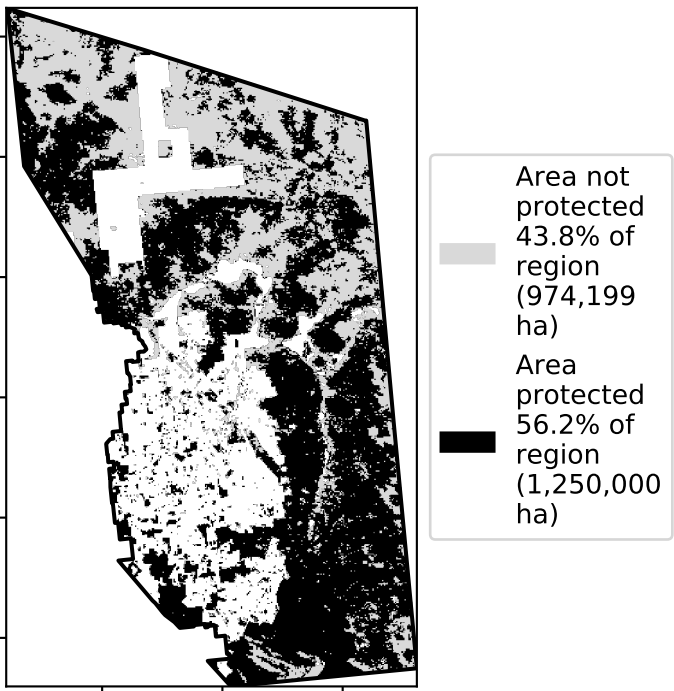 Area not
protected
43.8% of
region
(974,199
ha)
Area
protected
56.2% of
region
(1,250,000
ha)